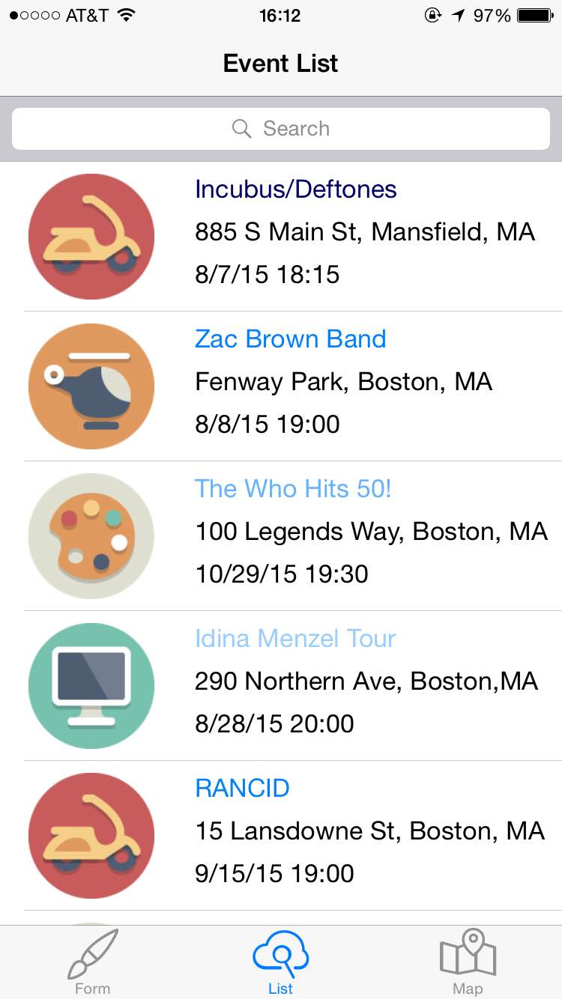 AT&T 16:12 97%
Event List
Search
Incubus/Deftones
885 S Main St, Mansfield, MA
8/7/15 18:15
Zac Brown Band
Fenway Park, Boston, MA
8/8/15 19:00
The Who Hits 50!
100 Legends Way, Boston, MA
10/29/15 19:30
Idina Menzel Tour
290 Northern Ave, Boston,MA
8/28/15 20:00
RANCID
15 Lansdowne St, Boston, MA
9/15/15 19:00
Form List Map